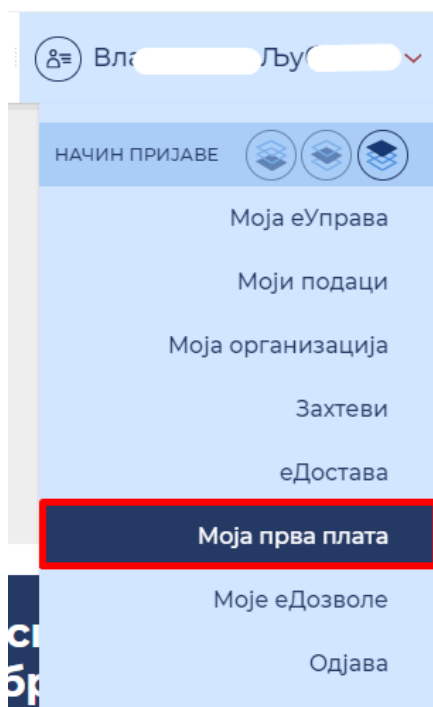 НАЧИН ПРИЈАВЕ
Моја еУправа
Моји подаци
Моја организација
Захтеви
еДостава
Моја прва плата
Моје еДозволе
Одјава